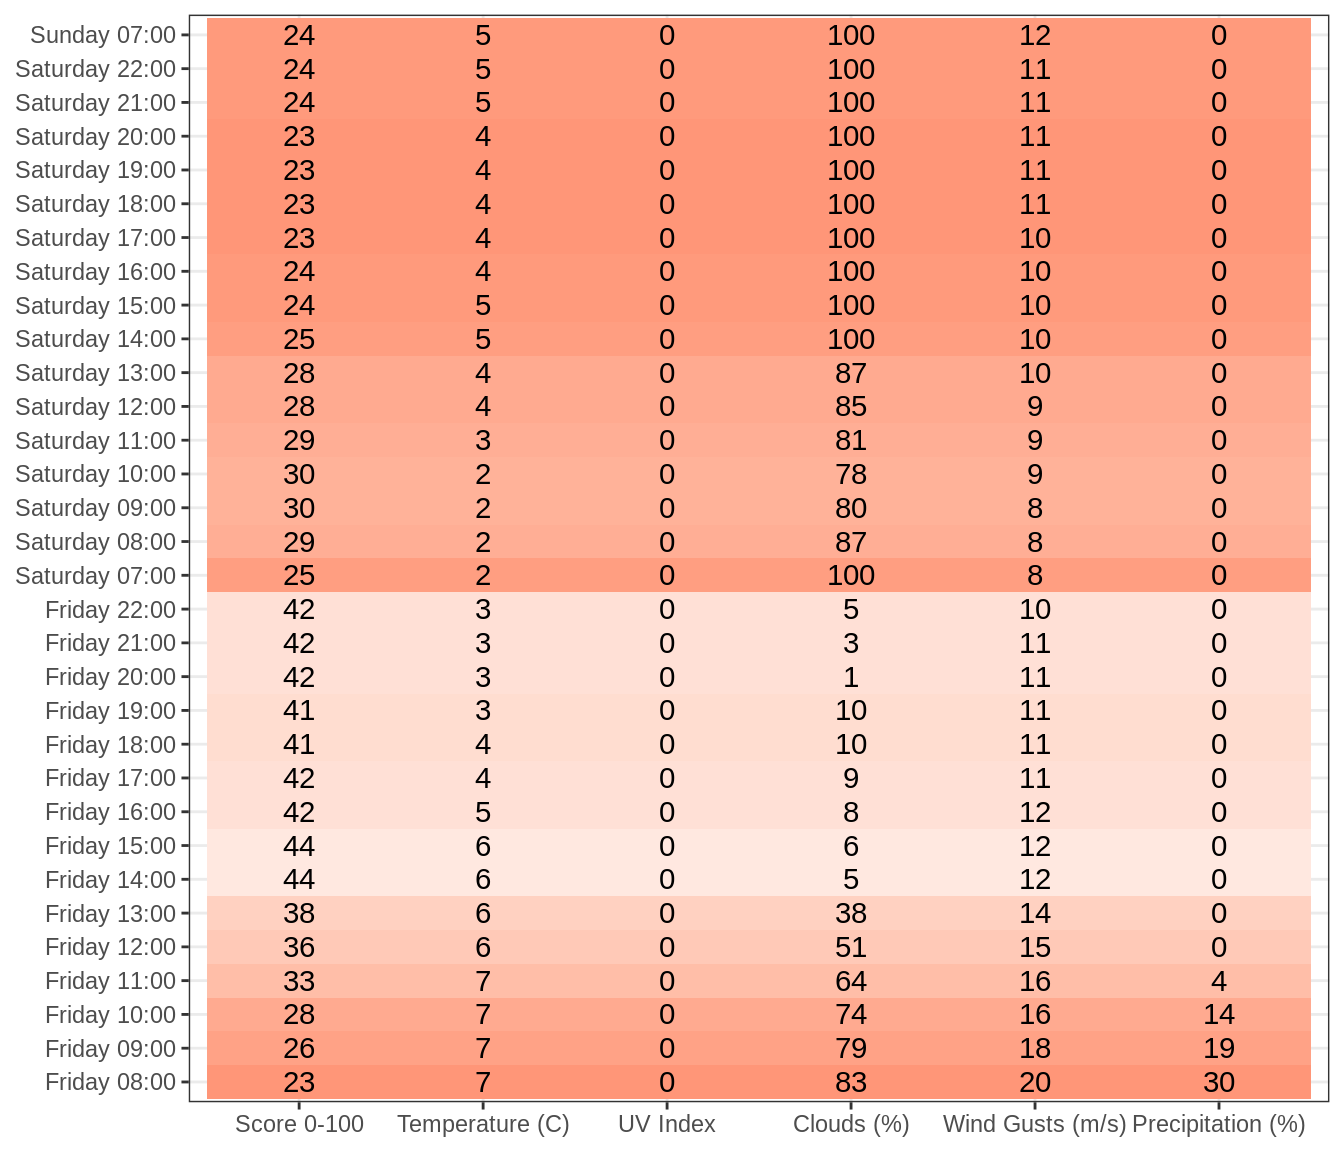 Sunday 07:00 24 5 0 100 12 0
Saturday 22:00 24 5 0 100 11 0
Saturday 21:00 24 5 0 100 11 0
Saturday 20:00 23 4 0 100 11 0
Saturday 19:00 23 4 0 100 11 0
Saturday 18:00 23 4 0 100 11 0
Saturday 17:00 23 4 0 100 10 0
Saturday 16:00 24 4 0 100 10 0
Saturday 15:00 24 5 0 100 10 0
Saturday 14:00 25 5 0 100 10 0
Saturday 13:00 28 4 0 87 10 0
Saturday 12:00 28 4 0 85 9 0
Saturday 11:00 29 3 0 81 9 0
Saturday 10:00 30 2 0 78 9 0
Saturday 09:00 30 2 0 80 8 0
Saturday 08:00 29 2 0 87 8 0
Saturday 07:00 25 2 0 100 8 0
Friday 22:00 42 3 0 5 10 0
Friday 21:00 42 3 0 3 11 0
Friday 20:00 42 3 0 1 11 0
Friday 19:00 41 3 0 10 11 0
Friday 18:00 41 4 0 10 11 0
Friday 17:00 42 4 0 9 11 0
Friday 16:00 42 5 0 8 12 0
Friday 15:00 44 6 0 6 12 0
Friday 14:00 44 6 0 5 12 0
Friday 13:00 38 6 0 38 14 0
Friday 12:00 36 6 0 51 15 0
Friday 11:00 33 7 0 64 16 4
Friday 10:00 28 7 0 74 16 14
Friday 09:00 26 7 0 79 18 19
Friday 08:00 23 7 0 83 20 30
Score 0-100 Temperature (C) UV Index Clouds (%) Wind Gusts (m/s) Precipitation (%)